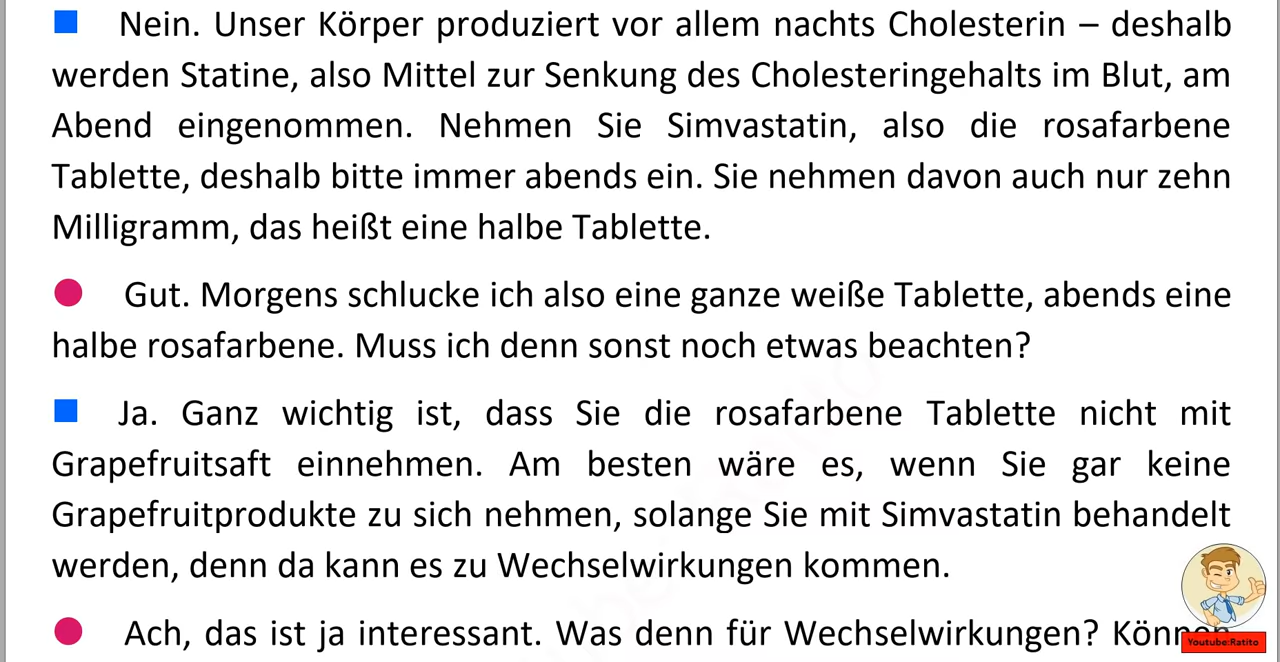 Nein. Unser Körper produziert vor allem nachts Cholesterin – deshalb
werden Statine, also Mittel zur Senkung des Cholesteringehalts im Blut, am
Abend eingenommen. Nehmen Sie Simvastatin, also die rosafarbene
Tablette, deshalb bitte immer abends ein. Sie nehmen davon auch nur zehn
Milligramm, das heißt eine halbe Tablette.
Gut. Morgens schlucke ich also eine ganze weiße Tablette, abends eine
halbe rosafarbene. Muss ich denn sonst noch etwas beachten?
Ja. Ganz wichtig ist, dass Sie die rosafarbene Tablette nicht mit
Grapefruitsaft einnehmen. Am besten wäre es, wenn Sie gar keine
Grapefruitprodukte zu sich nehmen, solange Sie mit Simvastatin behandelt
werden, denn da kann es zu Wechselwirkungen kommen.
Ach, das ist ja interessant. Was denn für Wechselwirkungen? Können
Youtube:Ratito